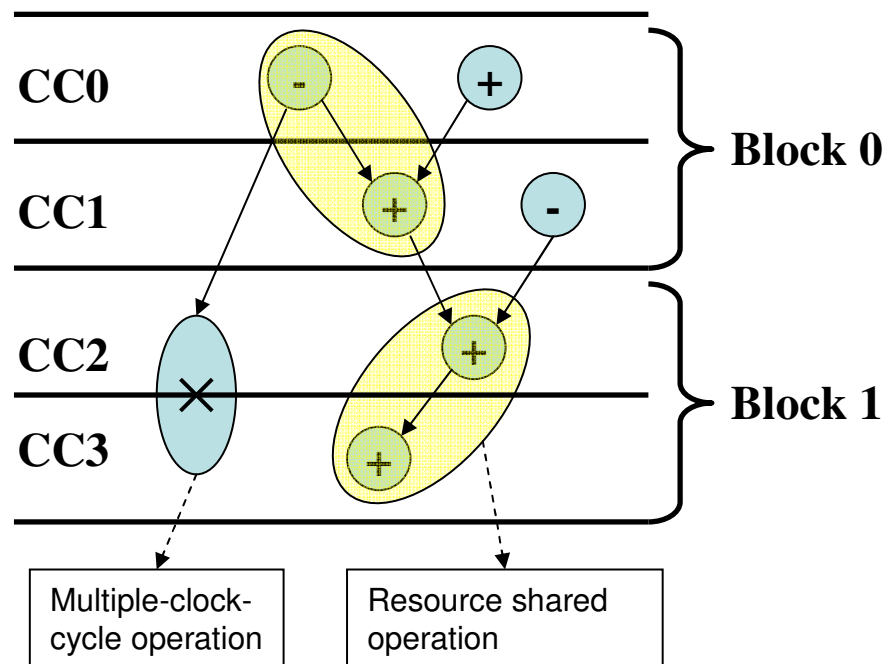 CC0
-
+
Block 0
CC1
+
-
CC2
+
×
Block 1
CC3
+
Multiple-clock-
cycle operation
Resource shared
operation